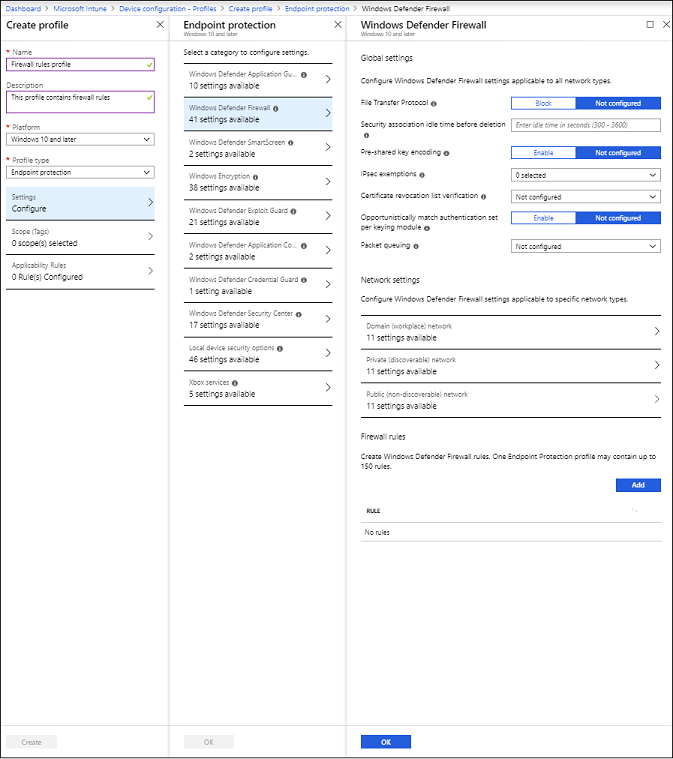 Dashboard > Microsoft Intune > Device configuration - Profiles > Create profile > Endpoint protection > Windows Defender Firewall
Create profile
* Name
Firewall rules profile
Description
This profile contains firewall rules
* Platform
Windows 10 and later
* Profile type
Endpoint protection
Settings
Configure
Scope (Tags)
0 scope(s) selected
Applicability Rules
0 Rule(s) Configured
Create
Endpoint protection
Windows 10 and later
Select a category to configure settings.
Windows Defender Application Gu...
10 settings available
Windows Defender Firewall
41 settings available
Windows Defender SmartScreen
2 settings available
Windows Encryption
38 settings available
Windows Defender Exploit Guard
21 settings available
Windows Defender Application Co...
2 settings available
Windows Defender Credential Guard
1 setting available
Windows Defender Security Center
17 settings available
Local device security options
46 settings available
Xbox services
5 settings available
OK
Windows Defender Firewall
Windows 10 and later
Global settings
Configure Windows Defender Firewall settings applicable to all network types.
File Transfer Protocol Block Not configured
Security association idle time before deletion Enter idle time in seconds (300 - 3600)
Pre-shared key encoding Enable Not configured
IPsec exemptions 0 selected
Certificate revocation list verification Not configured
Opportunistically match authentication set
per keying module Enable Not configured
Packet queuing Not configured
Network settings
Configure Windows Defender Firewall settings applicable to specific network types.
Domain (workplace) network
11 settings available
Private (discoverable) network
11 settings available
Public (non-discoverable) network
11 settings available
Firewall rules
Create Windows Defender Firewall rules. One Endpoint Protection profile may contain up to
150 rules.
Add
RULE
No rules
OK